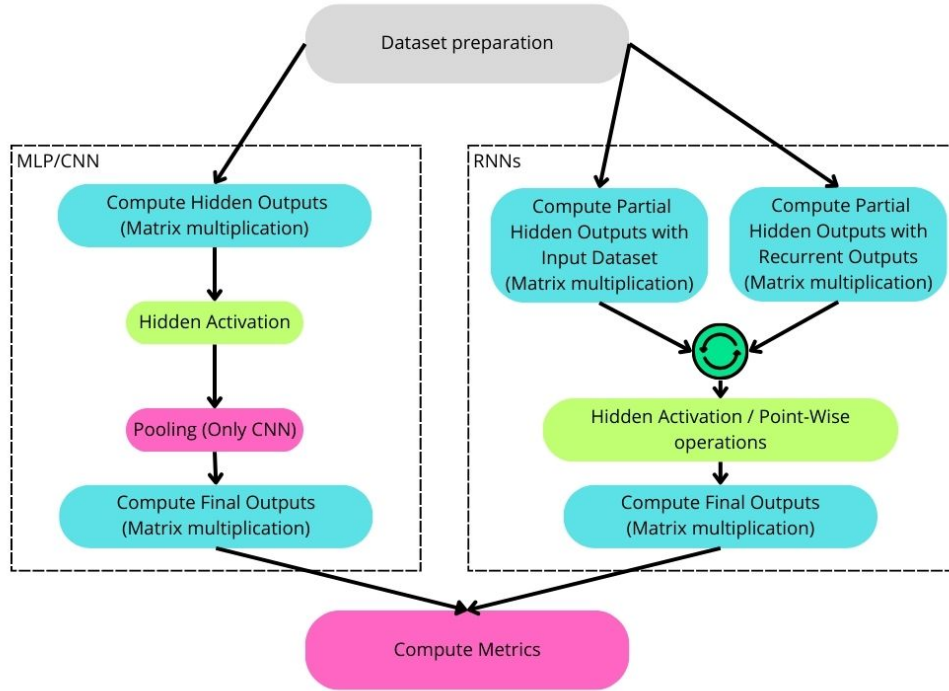 Dataset preparation
MLP/CNN
Compute Hidden Outputs
(Matrix multiplication)
Hidden Activation
Pooling (Only CNN)
Compute Final Outputs
(Matrix multiplication)
RNNs
Compute Partial
Hidden Outputs with
Input Dataset
(Matrix multiplication)
Compute Partial
Hidden Outputs with
Recurrent Outputs
(Matrix multiplication)
Hidden Activation / Point-Wise
operations
Compute Final Outputs
(Matrix multiplication)
Compute Metrics